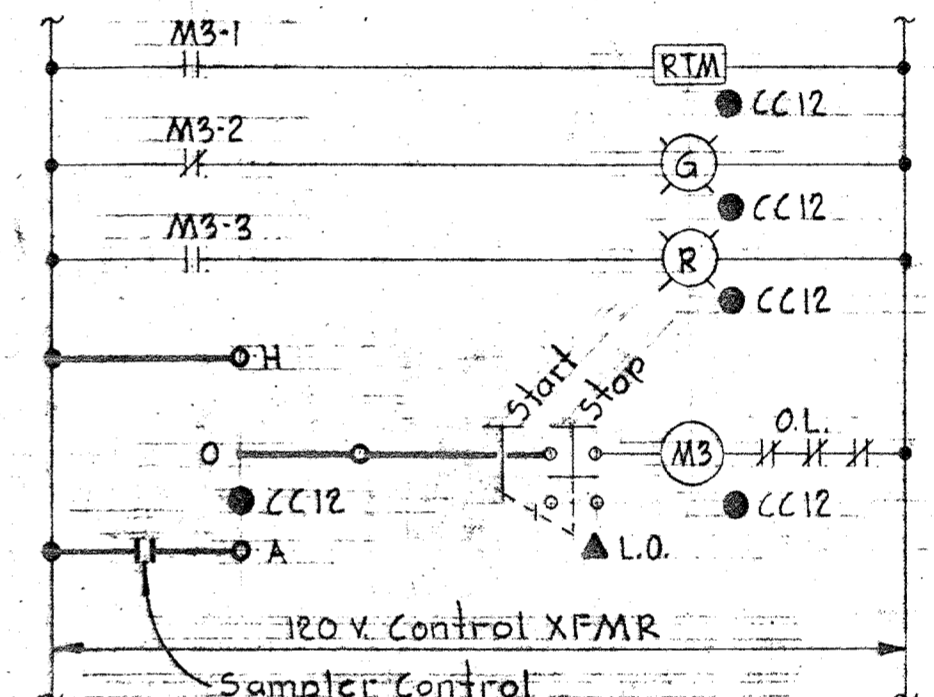 M3-1
RTM
CC12
M3-2
G
CC12
M3-3
R
CC12
H
Start
Stop
O
M3
O.L.
CC12
CC12
A
L.O.
120 V. Control XFMR
Sampler Control